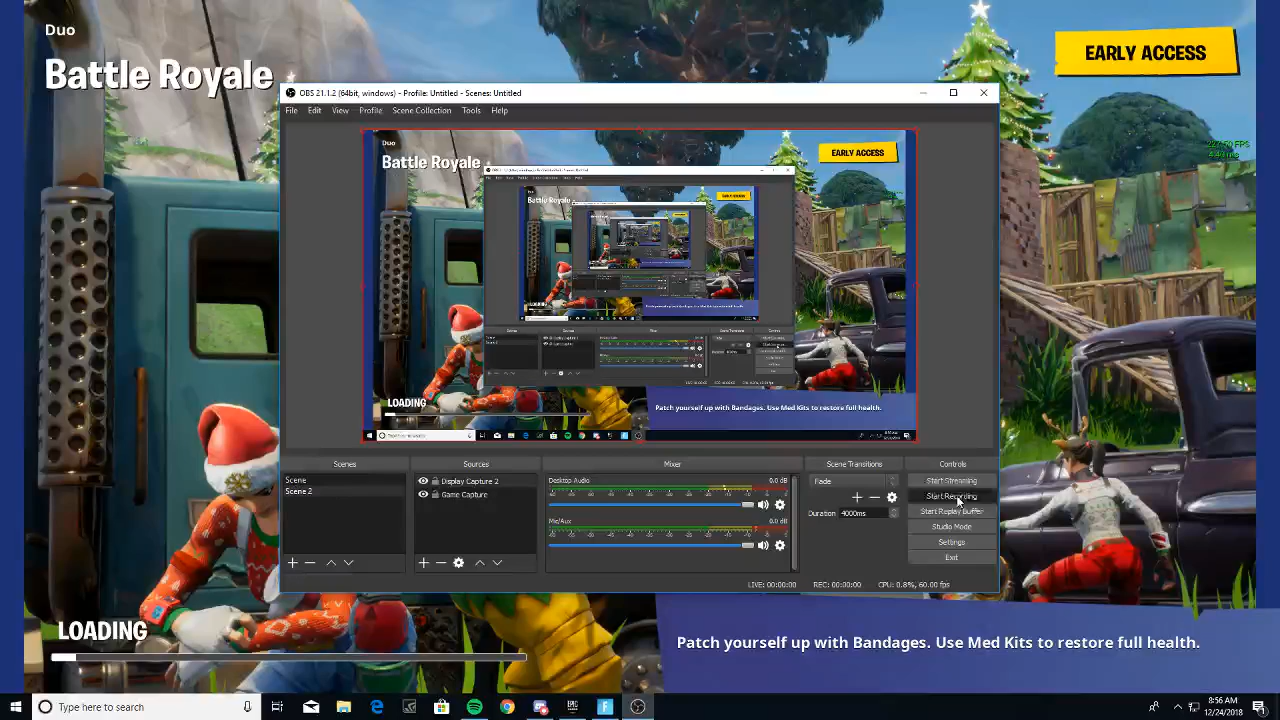 Duo
Battle Royale
EARLY ACCESS
OBS 21.1.2 (64bit, windows) - Profile: Untitled - Scenes: Untitled
File Edit View Profile Scene Collection Tools Help
Duo
Battle Royale
EARLY ACCESS
Duo
Battle Royale
EARLY ACCESS
LOADING
Patch yourself up with Bandages. Use Med Kits to restore full health.
Scenes Sources Mixer Scene Transitions Controls
Scene
Scene 2
Display Capture 2
Game Capture
Desktop Audio 0.0 dB
Mic/Aux 0.0 dB
Fade
Duration 4000ms
Start Streaming
Start Recording
Start Replay Buffer
Studio Mode
Settings
Exit
LIVE: 00:00:00 REC: 00:00:00 CPU: 0.8%, 60.00 fps
LOADING
Patch yourself up with Bandages. Use Med Kits to restore full health.
Type here to search
8:56 AM
12/24/2018